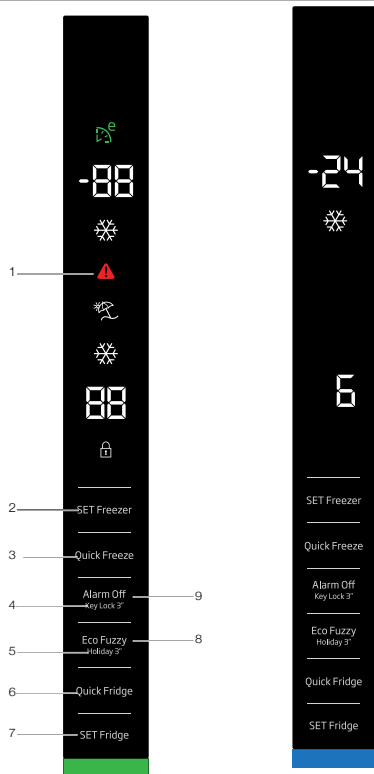 e
-88
1
88
2
SET Freezer
3
Quick Freeze
Alarm Off
9
4
Key Lock 3"
Eco Fuzzy
8
5
Holiday 3"
6
Quick Fridge
7
SET Fridge
-24
6
SET Freezer
Quick Freeze
Alarm Off
Key Lock 3"
Eco Fuzzy
Holiday 3"
Quick Fridge
SET Fridge